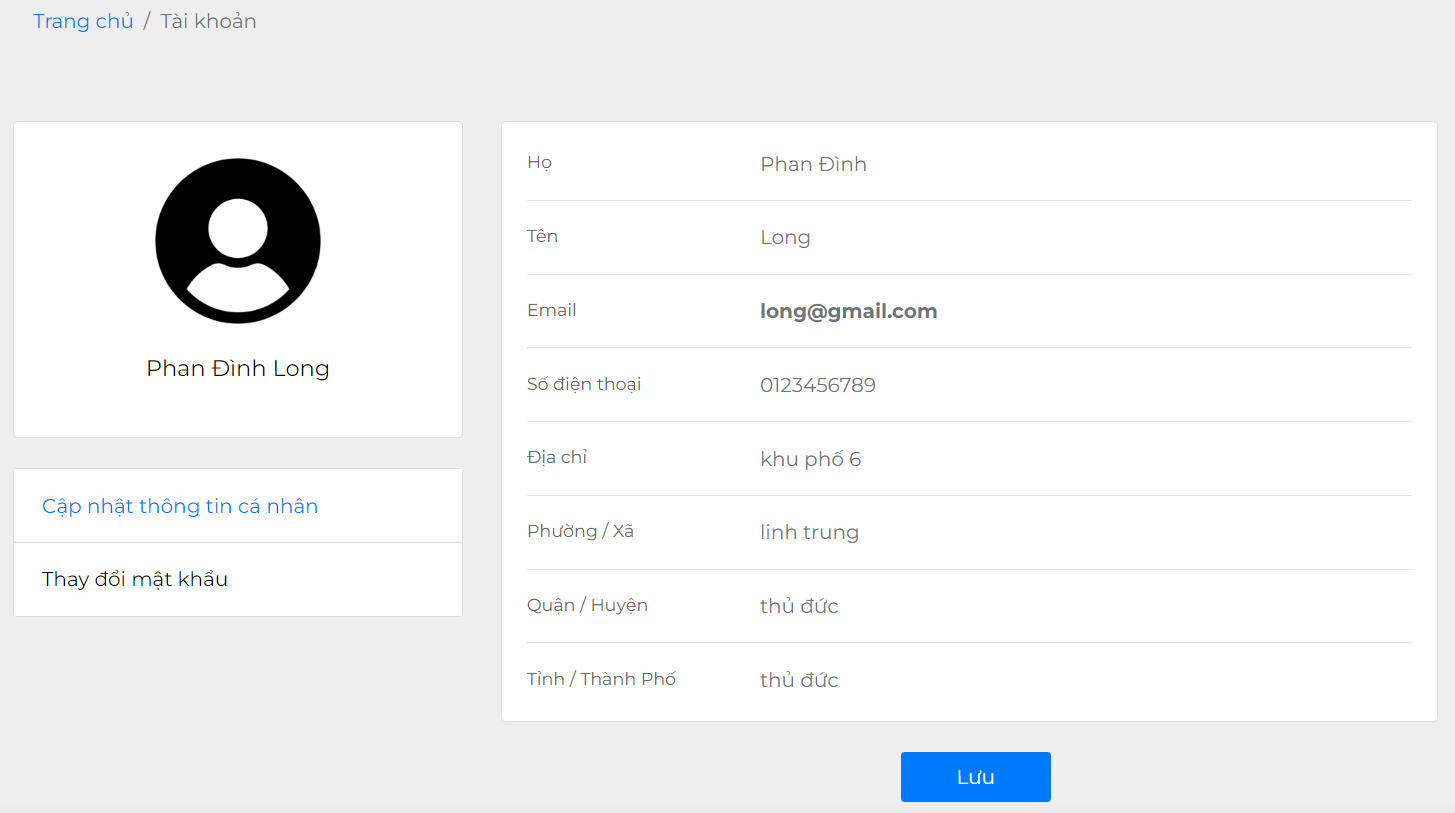 Trang chủ / Tài khoản
Phan Đình Long
Cập nhật thông tin cá nhân
Thay đổi mật khẩu
Họ Phan Đình
Tên Long
Email long@gmail.com
Số điện thoại 0123456789
Địa chỉ khu phố 6
Phường / Xã linh trung
Quận / Huyện thủ đức
Tỉnh / Thành Phố thủ đức
Lưu